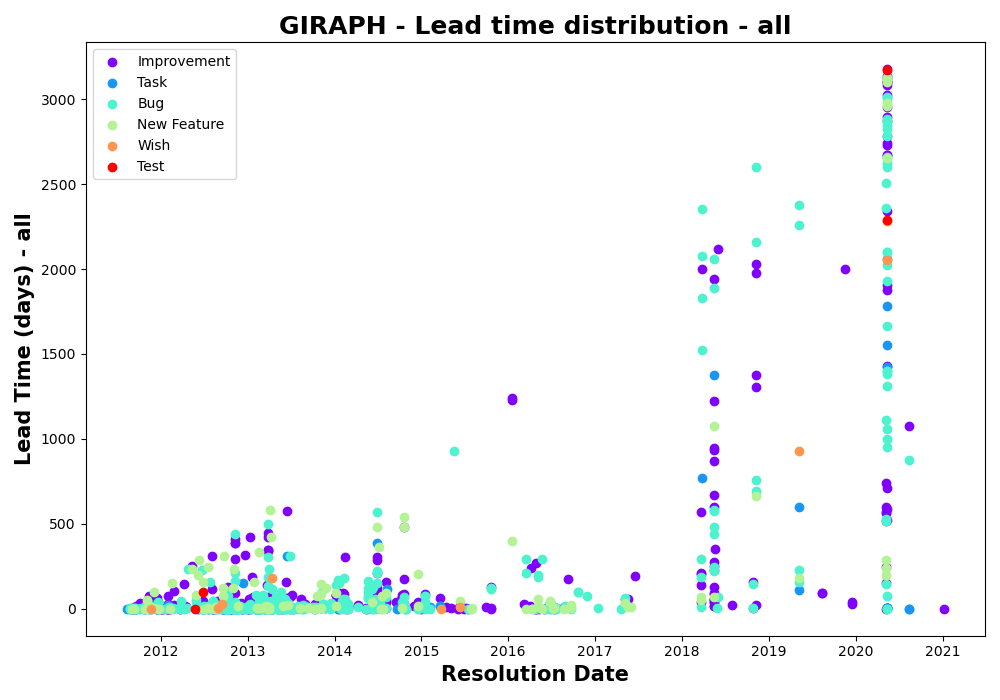 GIRAPH - Lead time distribution - all
Improvement
Task
Bug
New Feature
Wish
Test
Lead Time (days) - all
3000
2500
2000
1500
1000
500
0
2012 2013 2014 2015 2016 2017 2018 2019 2020 2021
Resolution Date